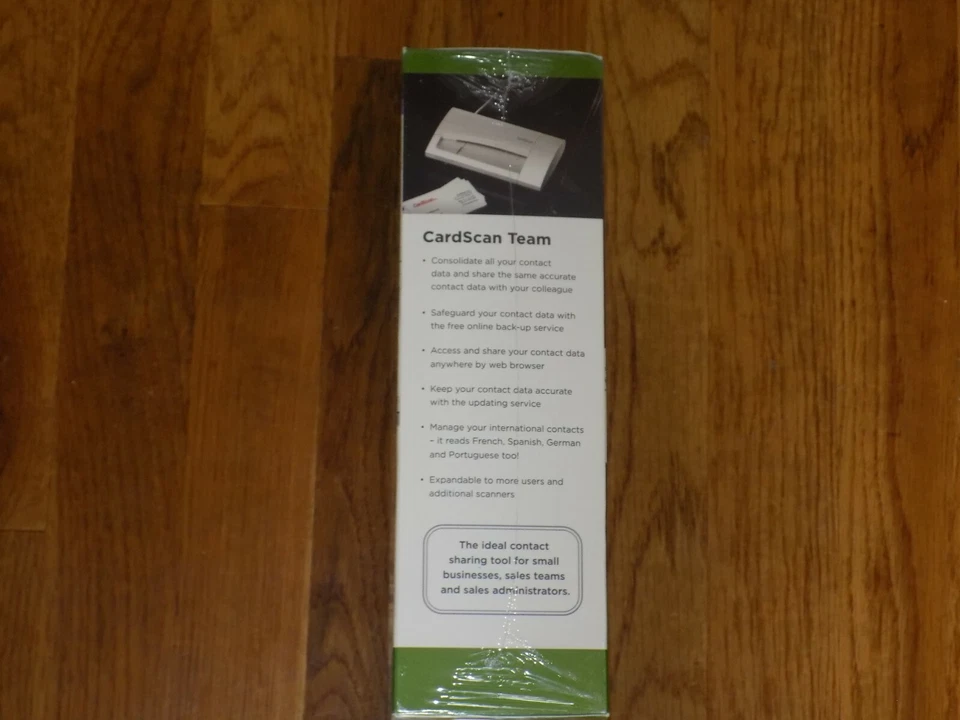 CardScan Team
• Consolidate all your contact
data and share the same accurate
contact data with your colleague
• Safeguard your contact data with
the free online back-up service
• Access and share your contact data
anywhere by web browser
• Keep your contact data accurate
with the updating service
• Manage your international contacts
– it reads French, Spanish, German
and Portuguese too!
• Expandable to more users and
additional scanners
The ideal contact
sharing tool for small
businesses, sales teams
and sales administrators.